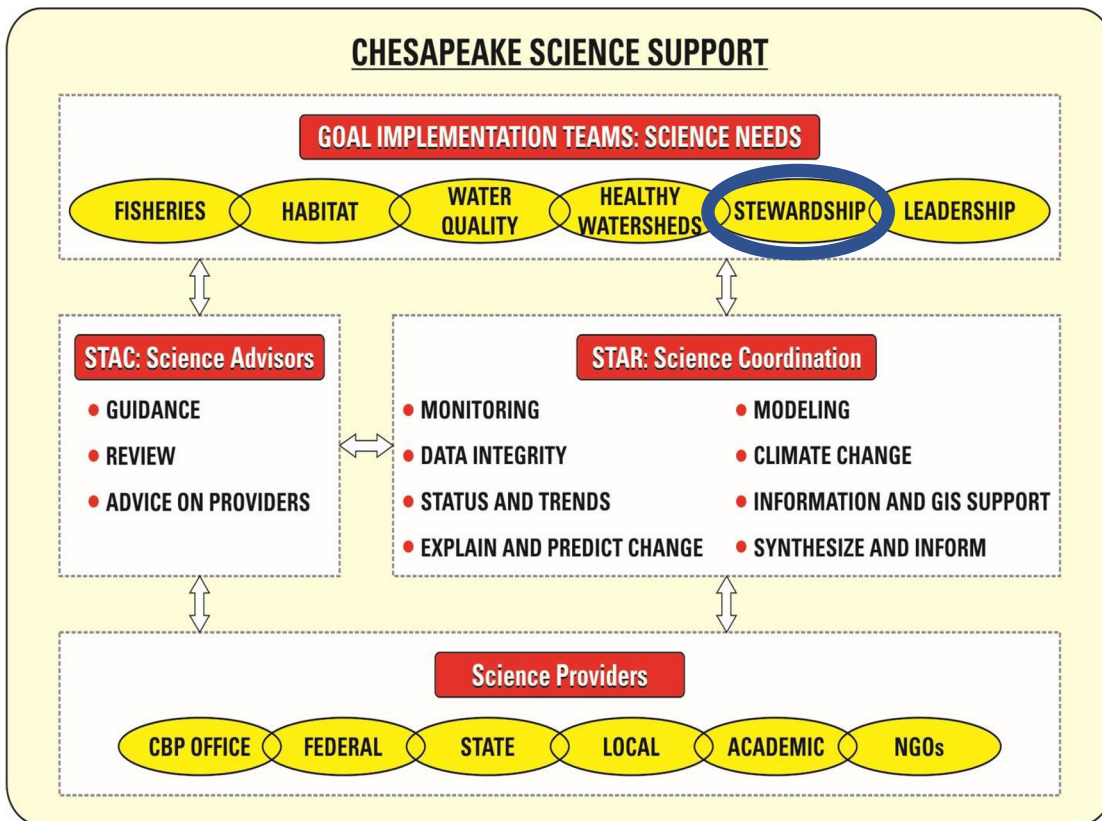 CHESAPEAKE SCIENCE SUPPORT
GOAL IMPLEMENTATION TEAMS: SCIENCE NEEDS
FISHERIES
HABITAT
WATER
QUALITY
HEALTHY
WATERSHEDS
STEWARDSHIP
LEADERSHIP
STAC: Science Advisors
GUIDANCE
REVIEW
ADVICE ON PROVIDERS
STAR: Science Coordination
MONITORING
DATA INTEGRITY
STATUS AND TRENDS
EXPLAIN AND PREDICT CHANGE
MODELING
CLIMATE CHANGE
INFORMATION AND GIS SUPPORT
SYNTHESIZE AND INFORM
Science Providers
CBP OFFICE
FEDERAL
STATE
LOCAL
ACADEMIC
NGOs